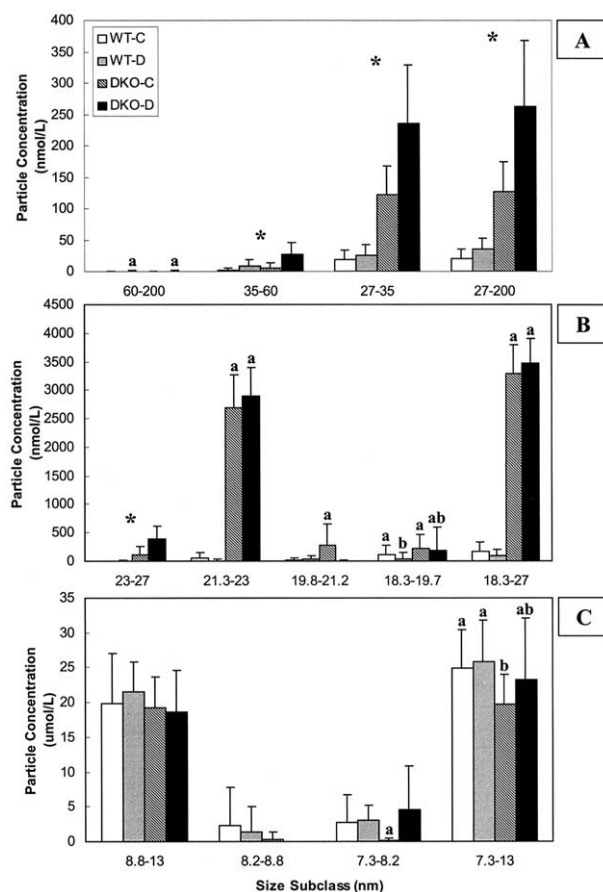 A
WT-C
WT-D
DKO-C
DKO-D
Particle Concentration
(nmol/L)
400
350
300
250
200
150
100
50
0
a a
*
*
*
60-200 35-60 27-35 27-200
B
Particle Concentration
(nmol/L)
4500
4000
3500
3000
2500
2000
1500
1000
500
0
*
a a
a
a b a ab
a a
23-27 21.3-23 19.8-21.2 18.3-19.7 18.3-27
C
Particle Concentration
(umol/L)
35
30
25
20
15
10
5
0
a
a a b ab
8.8-13 8.2-8.8 7.3-8.2 7.3-13
Size Subclass (nm)